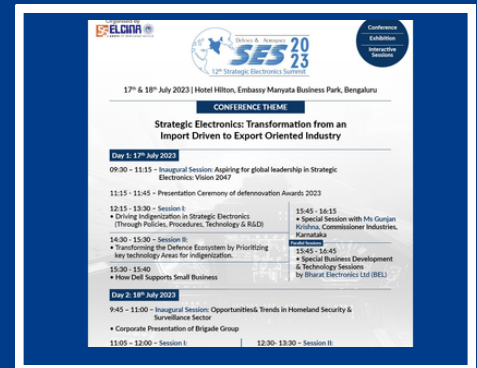 Organised by
ELCINA
Defence & Aerospace
SES 2023
12th Strategic Electronics Summit
Conference
Exhibition
Interactive
Sessions
17th & 18th July 2023 | Hotel Hilton, Embassy Manyata Business Park, Bengaluru
CONFERENCE THEME
Strategic Electronics: Transformation from an
Import Driven to Export Oriented Industry
Day 1: 17th July 2023
09:30 – 11:15 – Inaugural Session: Aspiring for global leadership in Strategic
Electronics: Vision 2047
11:15 - 11:45 – Presentation Ceremony of defennovation Awards 2023
12:15 - 13:30 – Session I:
• Driving Indigenization in Strategic Electronics
(Through Policies, Procedures, Technology & R&D)
14:30 - 15:30 – Session II:
• Transforming the Defence Ecosystem by Prioritizing
key technology Areas for indigenization.
15:30 - 15:40
• How Dell Supports Small Business
15:45 - 16:15
• Special Session with Ms Gunjan
Krishna, Commissioner Industries,
Karnataka
Parallel Sessions
15:45 - 16:45
• Special Business Development
& Technology Sessions
by Bharat Electronics Ltd (BEL)
Day 2: 18th July 2023
9:45 – 11:00 – Inaugural Session: Opportunities& Trends in Homeland Security &
Surveillance Sector
• Corporate Presentation of Brigade Group
11:05 – 12:00 – Session I:
12:30- 13:30 – Session II: